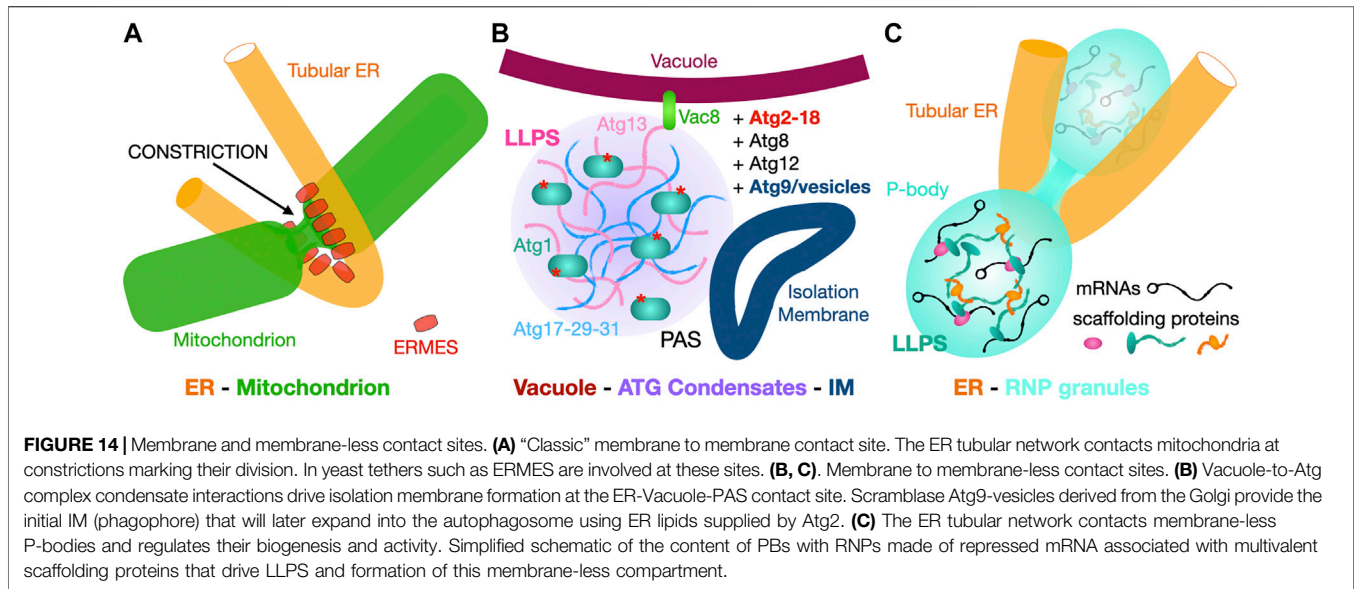 A
Tubular ER
CONSTRICTION
Mitochondrion
ERMES
ER - Mitochondrion
B
Vacuole
Vac8
Atg13
LLPS
+ Atg2-18
+ Atg8
+ Atg12
+ Atg9/vesicles
Atg1
Isolation
Membrane
Atg17-29-31
PAS
Vacuole - ATG Condensates - IM
C
Tubular ER
P-body
mRNAs
scaffolding proteins
LLPS
ER - RNP granules
FIGURE 14 | Membrane and membrane-less contact sites. (A) “Classic” membrane to membrane contact site. The ER tubular network contacts mitochondria at
constrictions marking their division. In yeast tethers such as ERMES are involved at these sites. (B, C). Membrane to membrane-less contact sites. (B) Vacuole-to-Atg
complex condensate interactions drive isolation membrane formation at the ER-Vacuole-PAS contact site. Scramblase Atg9-vesicles derived from the Golgi provide the
initial IM (phagophore) that will later expand into the autophagosome using ER lipids supplied by Atg2. (C) The ER tubular network contacts membrane-less
P-bodies and regulates their biogenesis and activity. Simplified schematic of the content of PBs with RNPs made of repressed mRNA associated with multivalent
scaffolding proteins that drive LLPS and formation of this membrane-less compartment.